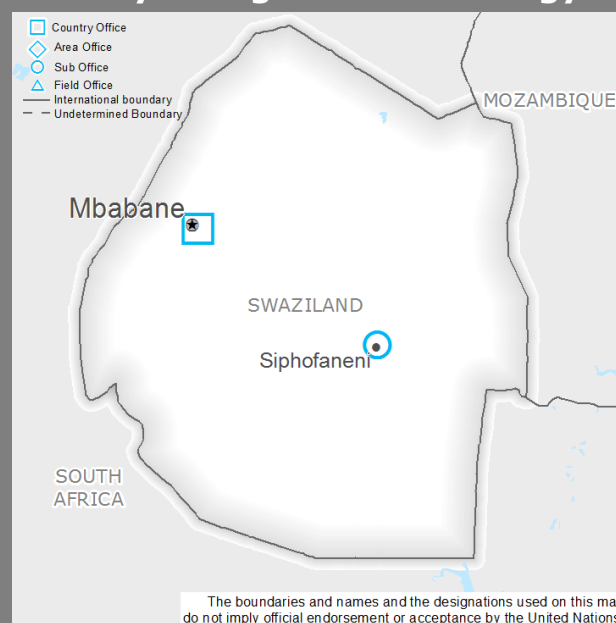 Country Office
Area Office
Sub Office
Field Office
International boundary
Undetermined Boundary
MOZAMBIQUE
Mbabane
SWAZILAND
Siphofaneni
SOUTH
AFRICA
The boundaries and names and the designations used on this ma
do not imply official endorsement or acceptance by the United Nations